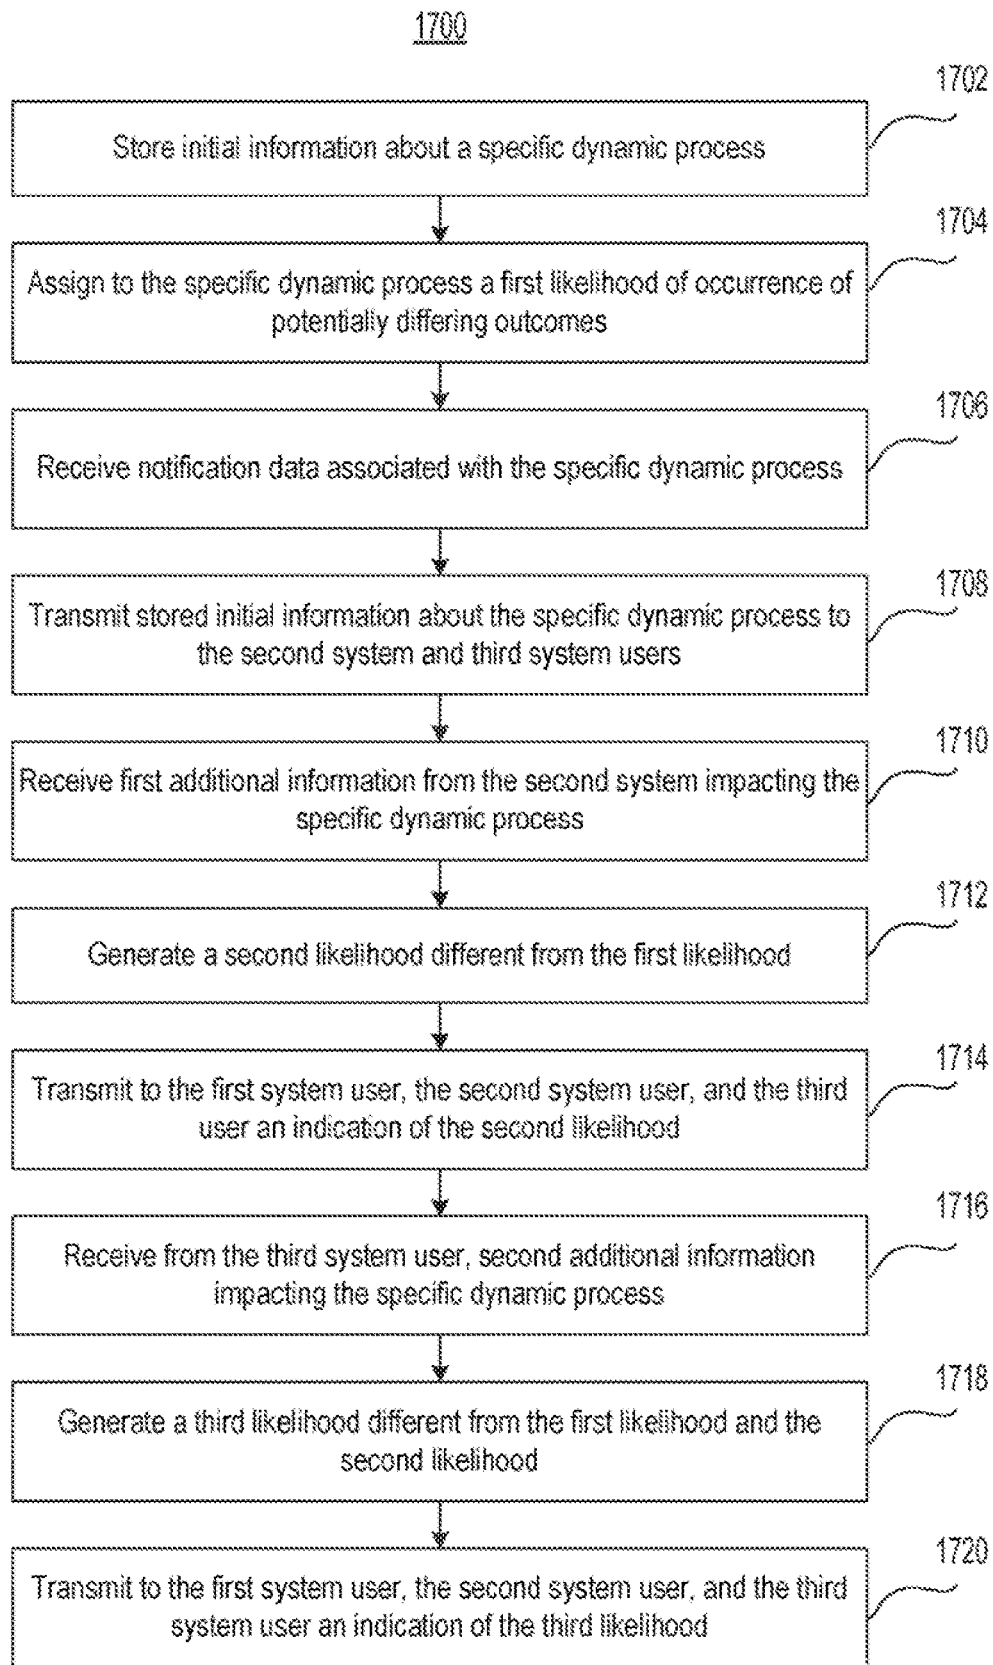 1700
1702
Store initial information about a specific dynamic process
1704
Assign to the specific dynamic process a first likelihood of occurrence of
potentially differing outcomes
1706
Receive notification data associated with the specific dynamic process
1708
Transmit stored initial information about the specific dynamic process to
the second system and third system users
1710
Receive first additional information from the second system impacting the
specific dynamic process
1712
Generate a second likelihood different from the first likelihood
1714
Transmit to the first system user, the second system user, and the third
user an indication of the second likelihood
1716
Receive from the third system user, second additional information
impacting the specific dynamic process
1718
Generate a third likelihood different from the first likelihood and the
second likelihood
1720
Transmit to the first system user, the second system user, and the third
system user an indication of the third likelihood